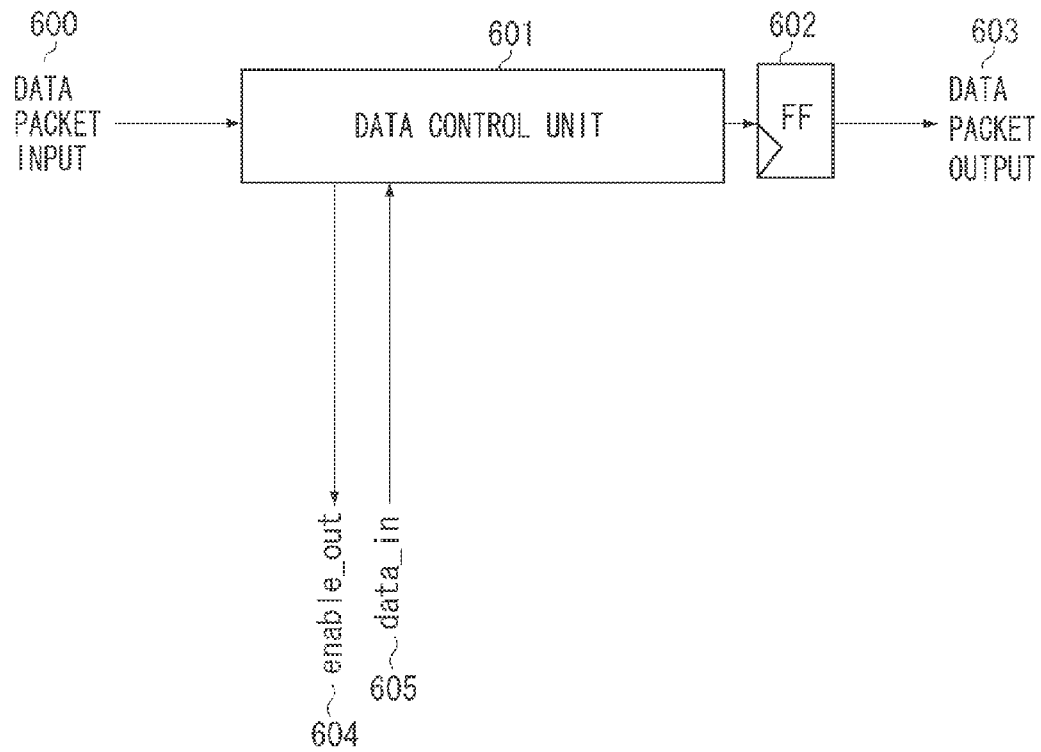 600
601
602
603
DATA
PACKET
INPUT
DATA CONTROL UNIT
FF
DATA
PACKET
OUTPUT
enable_out
data_in
604
605